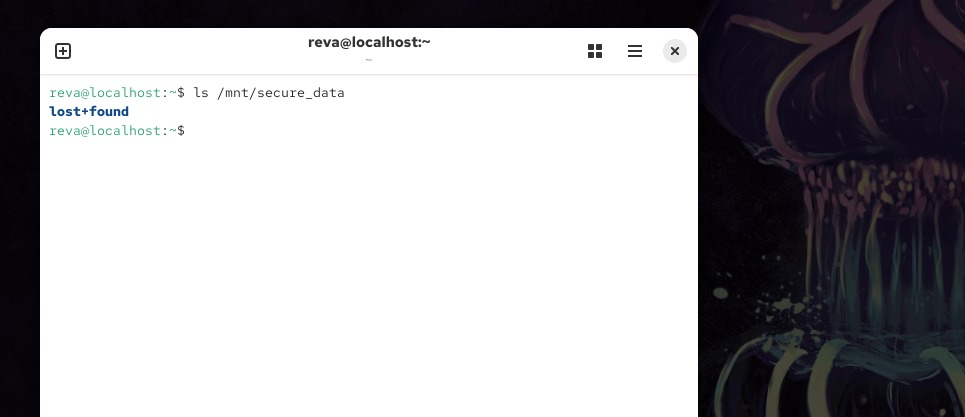 reva@localhost:~
~
reva@localhost:~$ ls /mnt/secure_data
lost+found
reva@localhost:~$